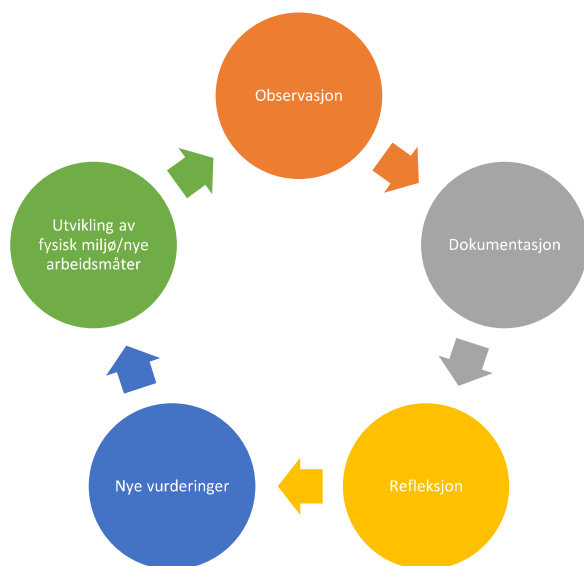 Observasjon
Dokumentasjon
Refleksjon
Nye vurderinger
Utvikling av
fysisk miljø/nye
arbeidsmåter